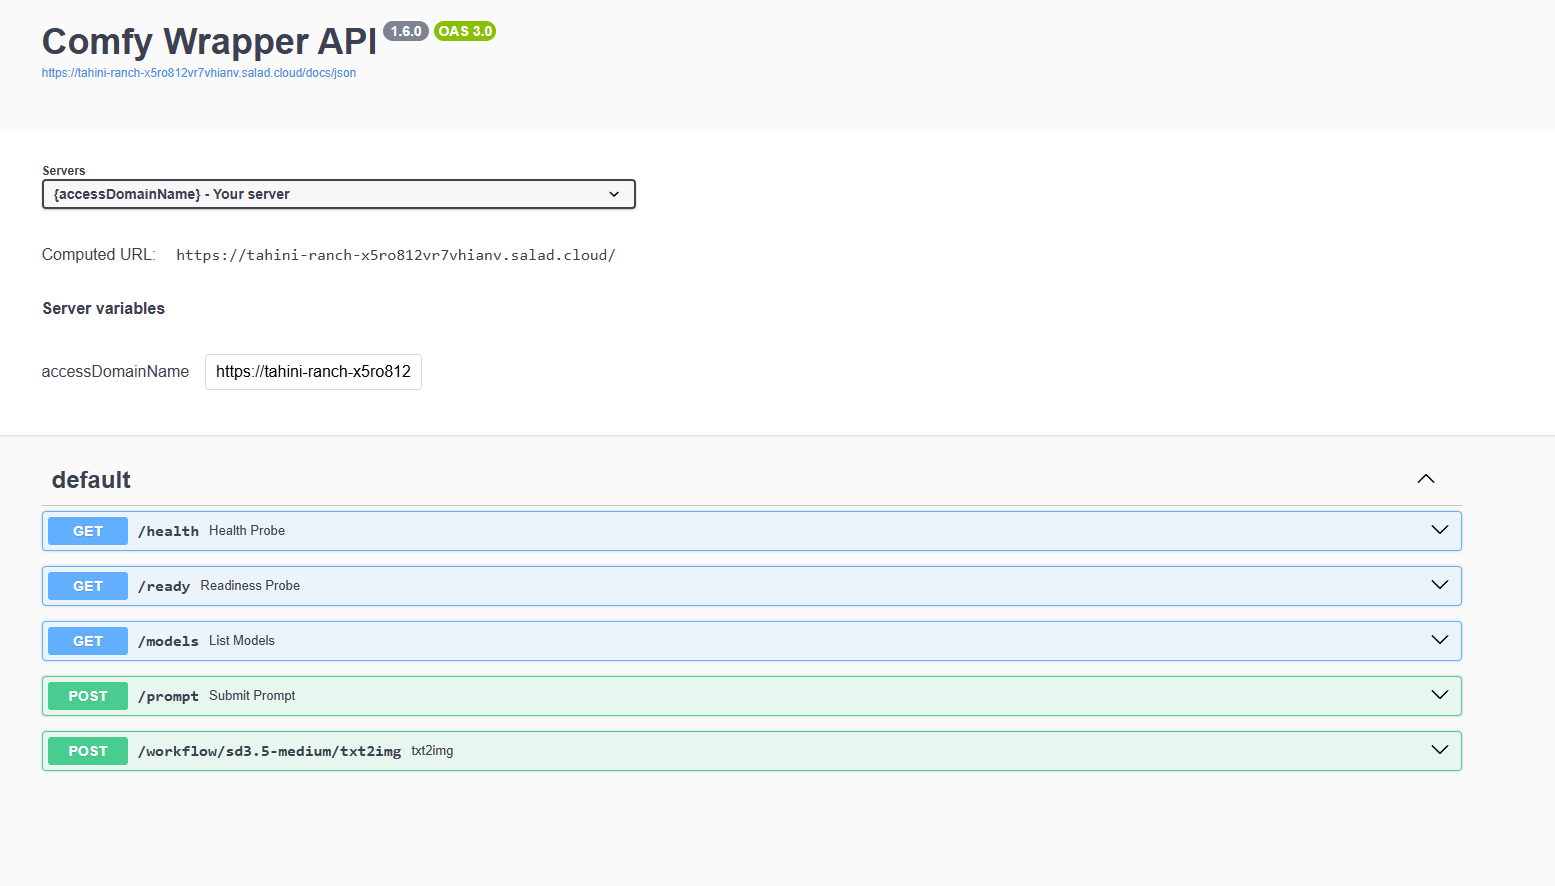 Comfy Wrapper API 1.6.0 OAS 3.0
https://tahini-ranch-x5ro812vr7vhianv.salad.cloud/docs/json
Servers
{accessDomainName} - Your server
Computed URL: https://tahini-ranch-x5ro812vr7vhianv.salad.cloud/
Server variables
accessDomainName https://tahini-ranch-x5ro812
default
GET /health Health Probe
GET /ready Readiness Probe
GET /models List Models
POST /prompt Submit Prompt
POST /workflow/sd3.5-medium/txt2img txt2img